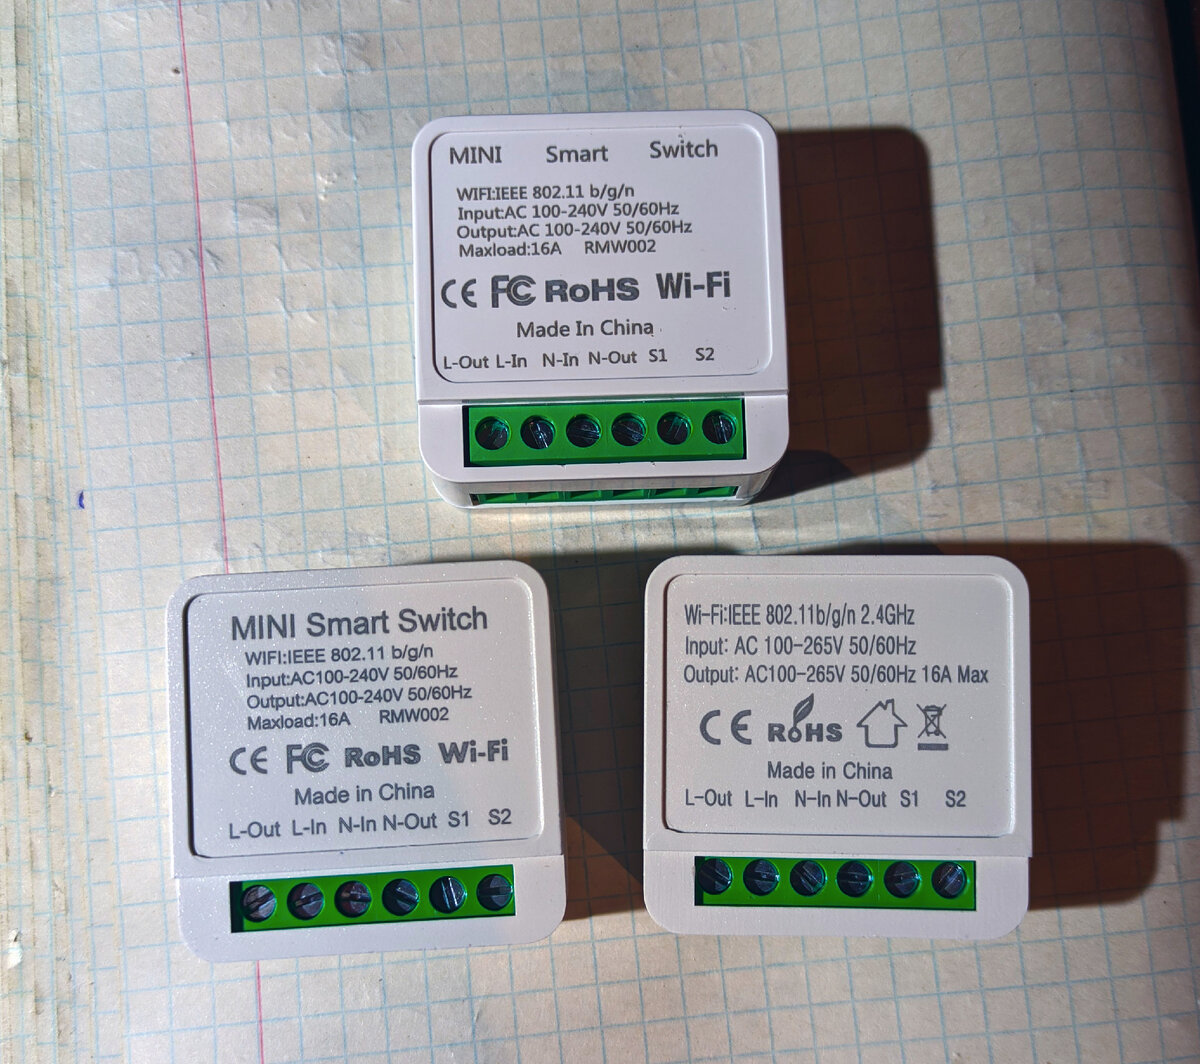 MINI Smart Switch
WIFI:IEEE 802.11 b/g/n
Input:AC 100-240V 50/60Hz
Output:AC 100-240V 50/60Hz
Maxload:16A RMW002
CE FC RoHS Wi-Fi
Made In China
L-Out L-In N-In N-Out S1 S2
MINI Smart Switch
WIFI:IEEE 802.11 b/g/n
Input:AC100-240V 50/60Hz
Output:AC100-240V 50/60Hz
Maxload:16A RMW002
CE FC RoHS Wi-Fi
Made in China
L-Out L-In N-In N-Out S1 S2
Wi-Fi:IEEE 802.11b/g/n 2.4GHz
Input: AC 100-265V 50/60Hz
Output: AC100-265V 50/60Hz 16A Max
CE RoHS
Made in China
L-Out L-In N-In N-Out S1 S2